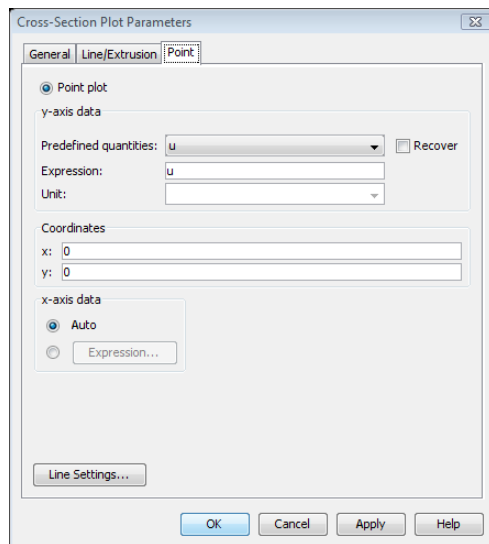 Cross-Section Plot Parameters
General Line/Extrusion Point
Point plot
y-axis data
Predefined quantities: u Recover
Expression: u
Unit:
Coordinates
x: 0
y: 0
x-axis data
Auto
Expression...
Line Settings...
OK Cancel Apply Help